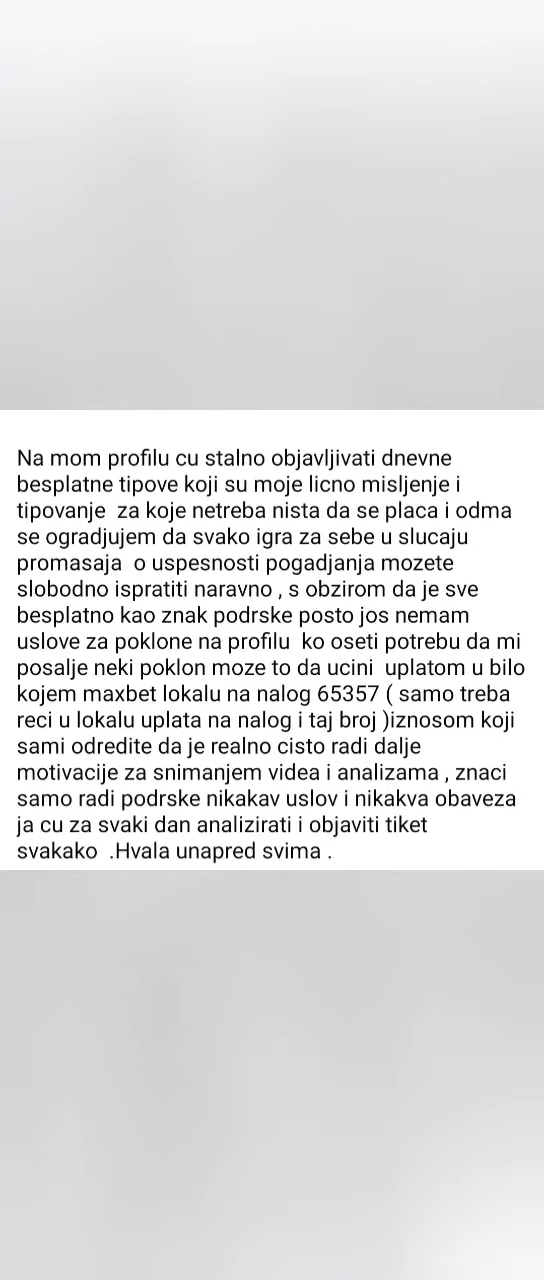 Na mom profilu cu stalno objavljivati dnevne
besplatne tipove koji su moje licno misljenje i
tipovanje  za koje netreba nista da se placa i odma
se ogradjujem da svako igra za sebe u slucaju
promasaja  o uspesnosti pogadjanja mozete
slobodno ispratiti naravno , s obzirom da je sve
besplatno kao znak podrske posto jos nemam
uslove za poklone na profilu  ko oseti potrebu da mi
posalje neki poklon moze to da ucini  uplatom u bilo
kojem maxbet lokalu na nalog 65357 ( samo treba
reci u lokalu uplata na nalog i taj broj )iznosom koji
sami odredite da je realno cisto radi dalje
motivacije za snimanjem videa i analizama , znaci
samo radi podrske nikakav uslov i nikakva obaveza
ja cu za svaki dan analizirati i objaviti tiket
svakako  .Hvala unapred svima .